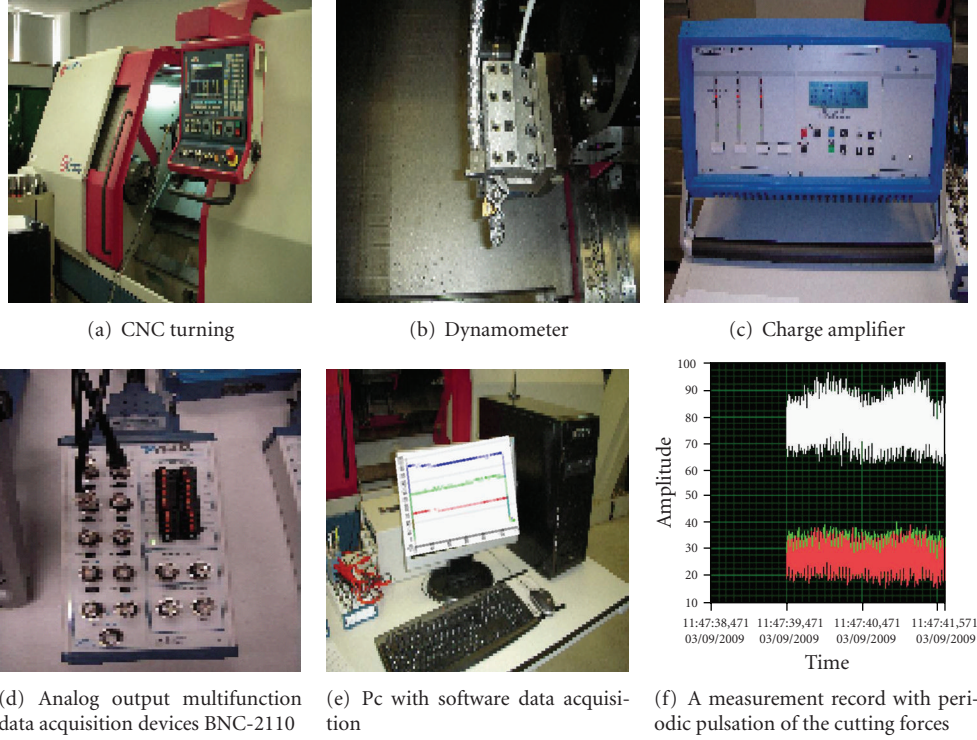 (a) CNC turning
(b) Dynamometer
(c) Charge amplifier
100
90
80
70
60
50
40
30
20
10
Amplitude
11:47:38,471
03/09/2009
11:47:39,471
03/09/2009
11:47:40,471
03/09/2009
11:47:41,571
03/09/2009
Time
(d) Analog output multifunction
data acquisition devices BNC-2110
(e) Pc with software data acquisi-
tion
(f) A measurement record with peri-
odic pulsation of the cutting forces